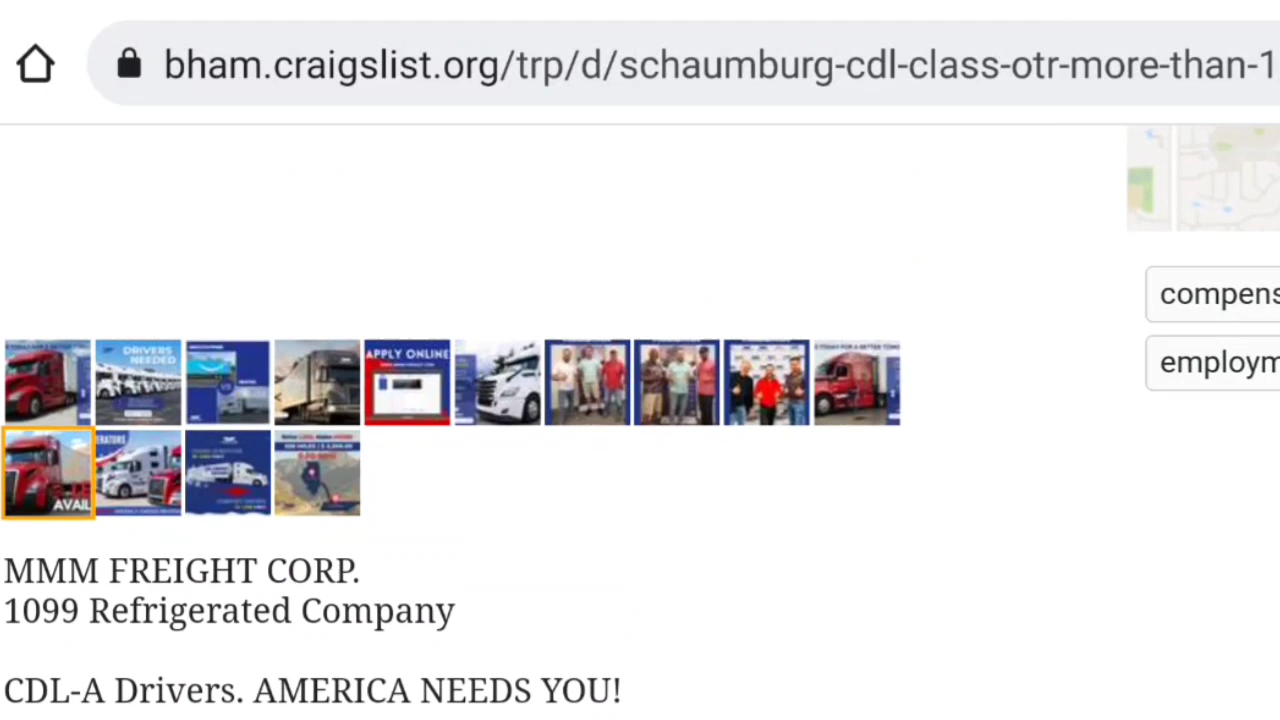 bham.craigslist.org/trp/d/schaumburg-cdl-class-otr-more-than-1
compens
employm
DRIVERS
NEEDED
APPLY ONLINE
AVAIL
MMM FREIGHT CORP.
1099 Refrigerated Company
CDL-A Drivers. AMERICA NEEDS YOU!